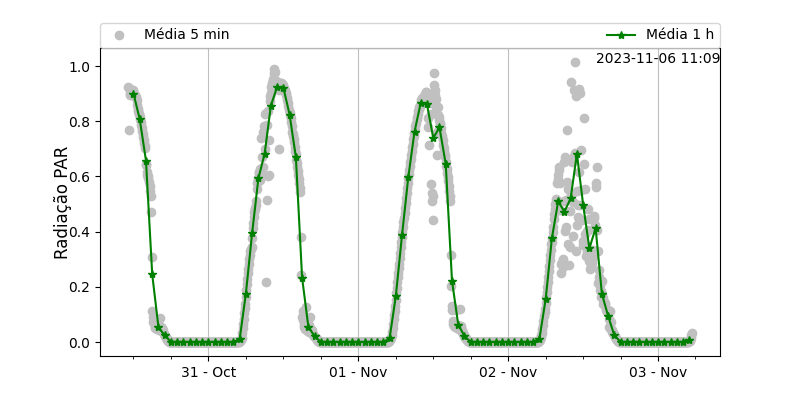 Média 5 min
Média 1 h
2023-11-06 11:09
Radiação PAR
1.0
0.8
0.6
0.4
0.2
0.0
31 - Oct
01 - Nov
02 - Nov
03 - Nov